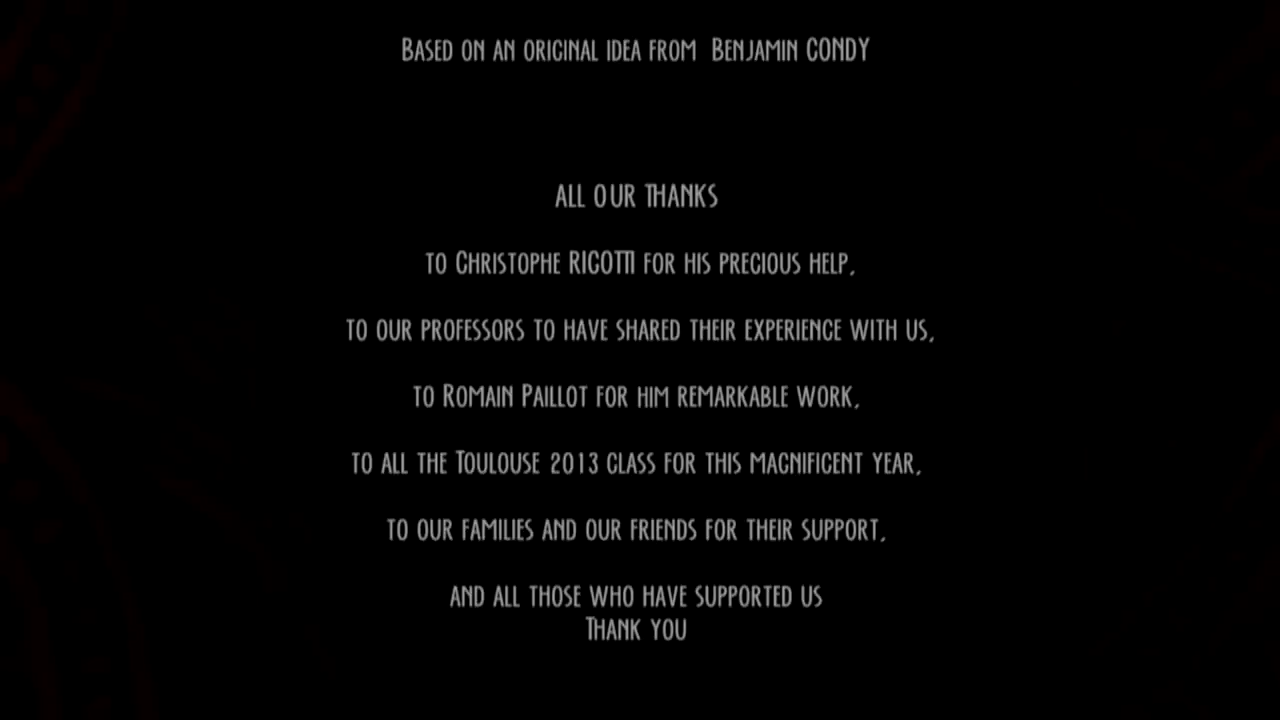 Based on an original idea from Benjamin CONDY
ALL OUR THANKS
to Christophe RIGOTTI for his precious help,
to our professors to have shared their experience with us,
to Romain Paillot for him remarkable work,
to all the Toulouse 2013 class for this magnificent year,
to our families and our friends for their support,
and all those who have supported us
Thank you